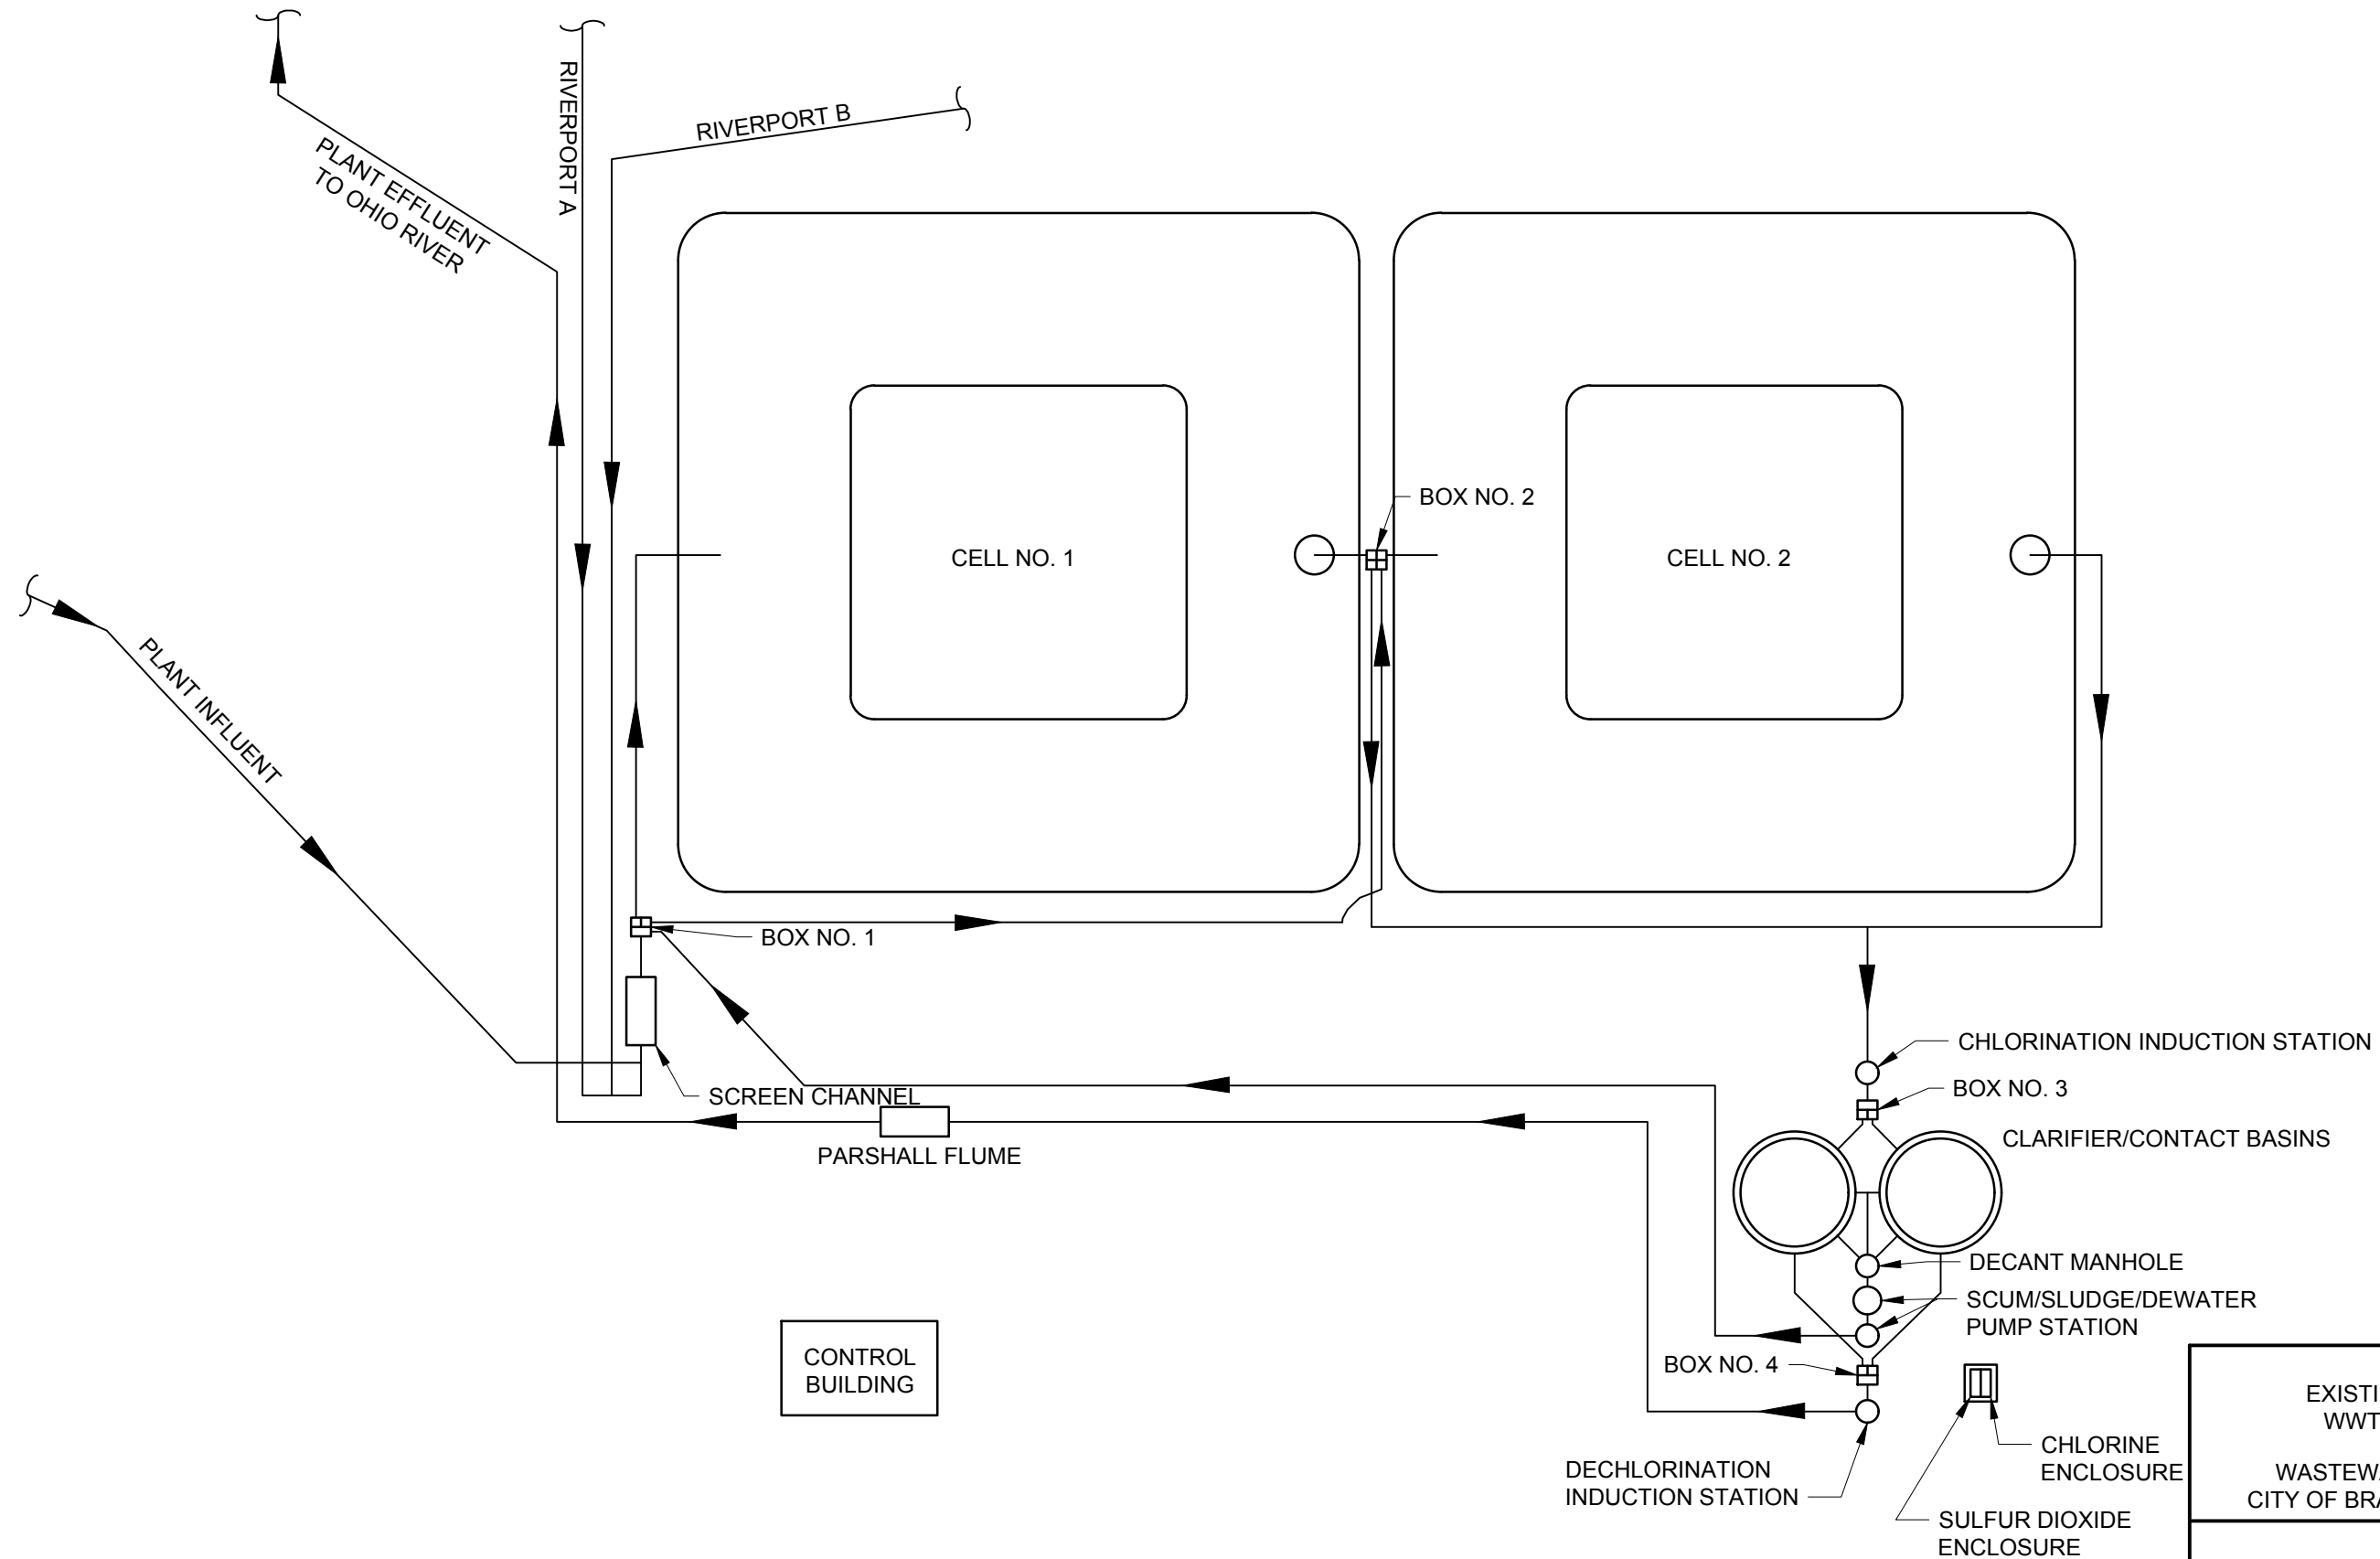 RIVERPORT A
RIVERPORT B
PLANT EFFLUENT
TO OHIO RIVER
BOX NO. 2
CELL NO. 1
CELL NO. 2
PLANT INFLUENT
BOX NO. 1
CHLORINATION INDUCTION STATION
BOX NO. 3
SCREEN CHANNEL
CLARIFIER/CONTACT BASINS
PARSHALL FLUME
DECANT MANHOLE
SCUM/SLUDGE/DEWATER
PUMP STATION
CONTROL
BUILDING
BOX NO. 4
CHLORINE
ENCLOSURE
DECHLORINATION
INDUCTION STATION
SULFUR DIOXIDE
ENCLOSURE
CITY OF